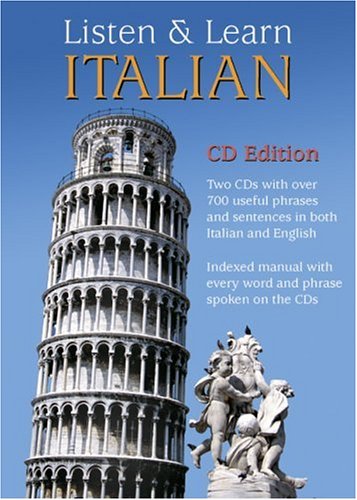 Listen & Learn
ITALIAN
CD Edition
Two CDs with over
700 useful phrases
and sentences in both
Italian and English
Indexed manual with
every word and phrase
spoken on the CDs